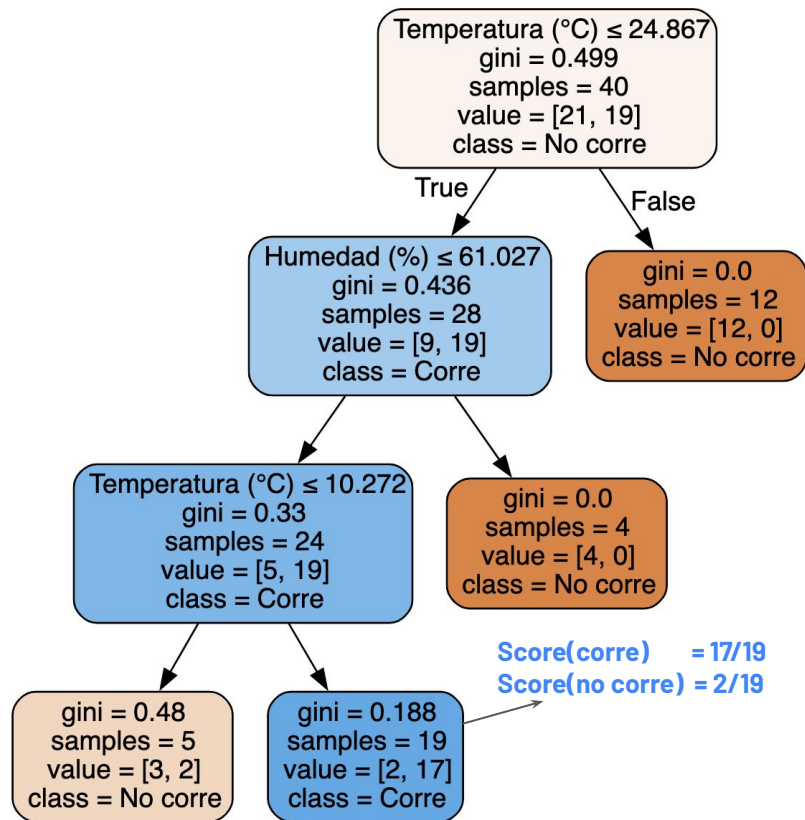 Temperatura (°C) ≤ 24.867
gini = 0.499
samples = 40
value = [21, 19]
class = No corre
True
False
Humedad (%) ≤ 61.027
gini = 0.436
samples = 28
value = [9, 19]
class = Corre
gini = 0.0
samples = 12
value = [12, 0]
class = No corre
Temperatura (°C) ≤ 10.272
gini = 0.33
samples = 24
value = [5, 19]
class = Corre
gini = 0.0
samples = 4
value = [4, 0]
class = No corre
Score(corre) = 17/19
Score(no corre) = 2/19
gini = 0.48
samples = 5
value = [3, 2]
class = No corre
gini = 0.188
samples = 19
value = [2, 17]
class = Corre